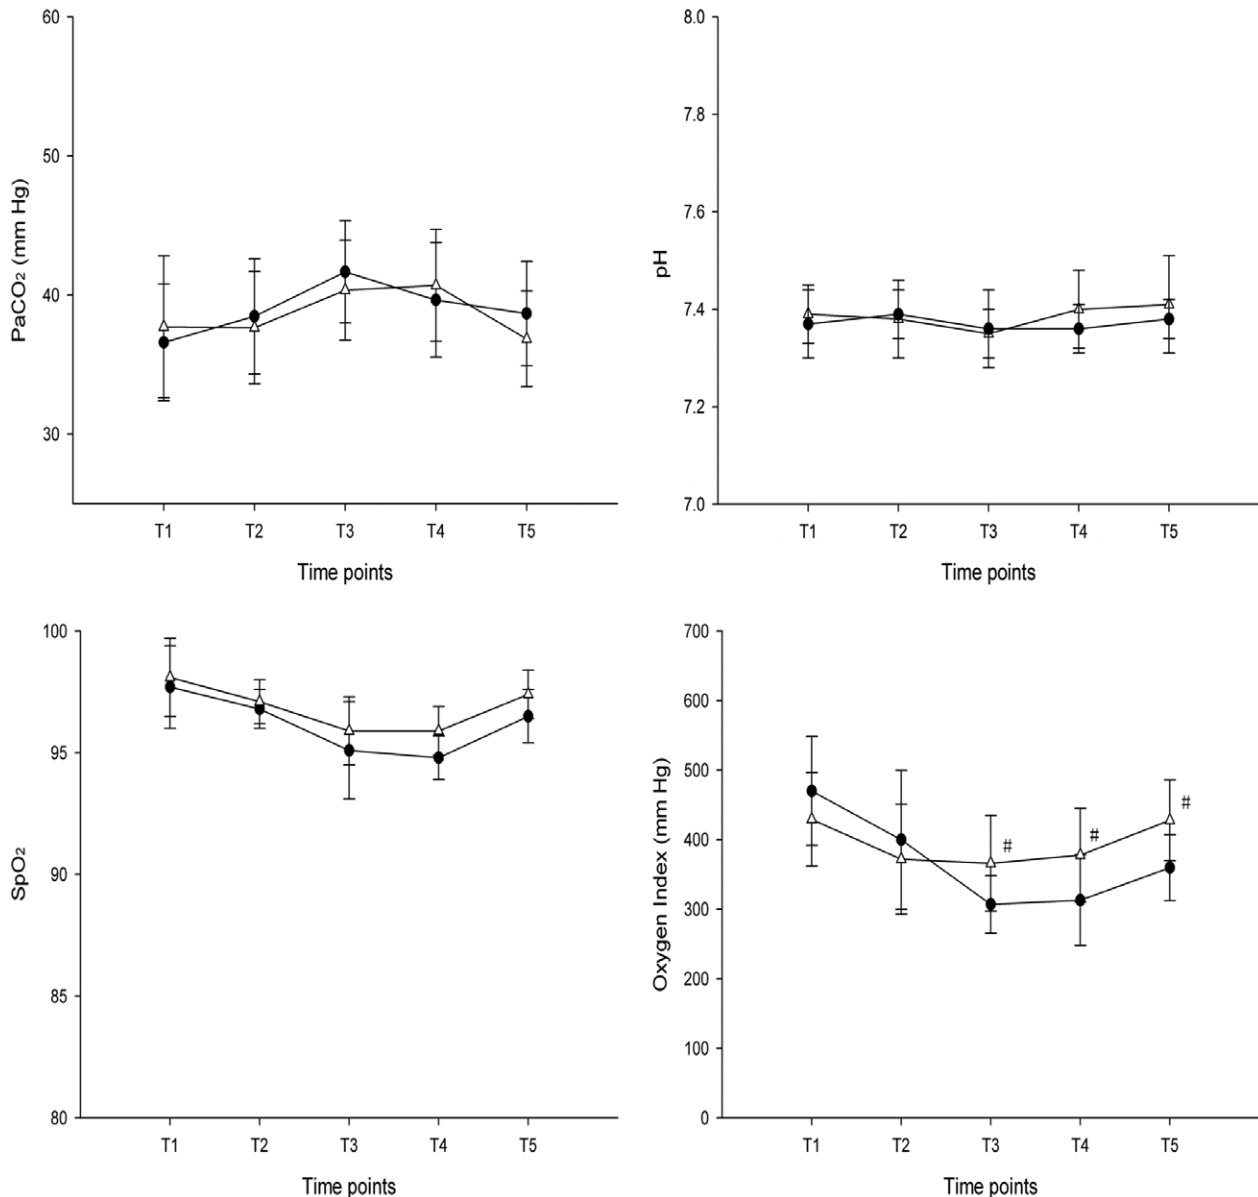 60
50
40
30
PaCO₂ (mm Hg)
T1 T2 T3 T4 T5
Time points
8.0
7.8
7.6
7.4
7.2
7.0
pH
T1 T2 T3 T4 T5
Time points
100
95
90
85
80
SpO₂
T1 T2 T3 T4 T5
Time points
700
600
500
400
300
200
100
0
Oxygen Index (mm Hg)
# # #
T1 T2 T3 T4 T5
Time points